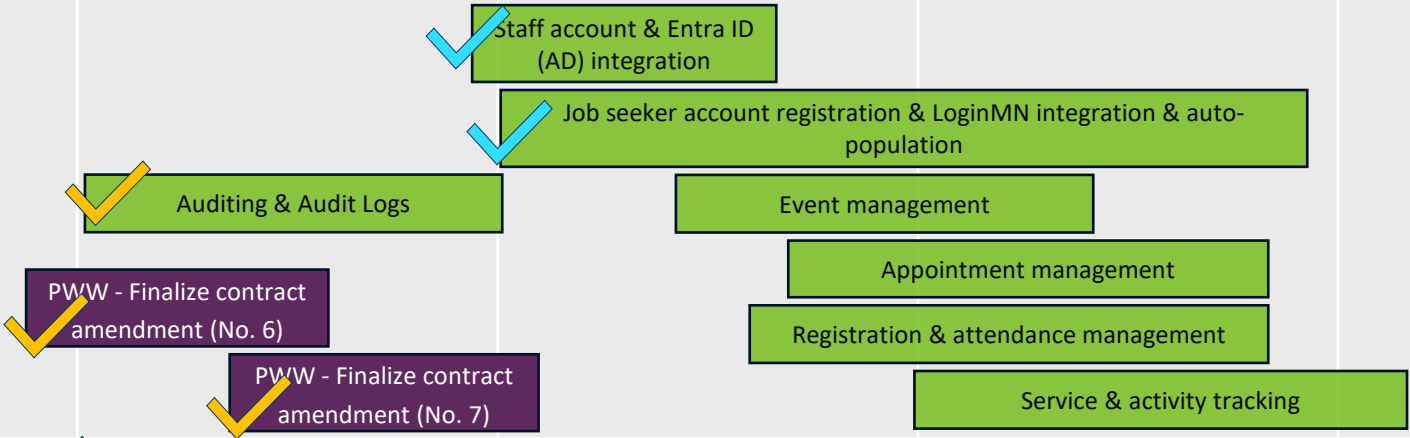 Staff account & Entra ID
(AD) integration
Job seeker account registration & LoginMN integration & auto-
population
Auditing & Audit Logs
Event management
PWW - Finalize contract
amendment (No. 6)
Appointment management
Registration & attendance management
PWW - Finalize contract
amendment (No. 7)
Service & activity tracking